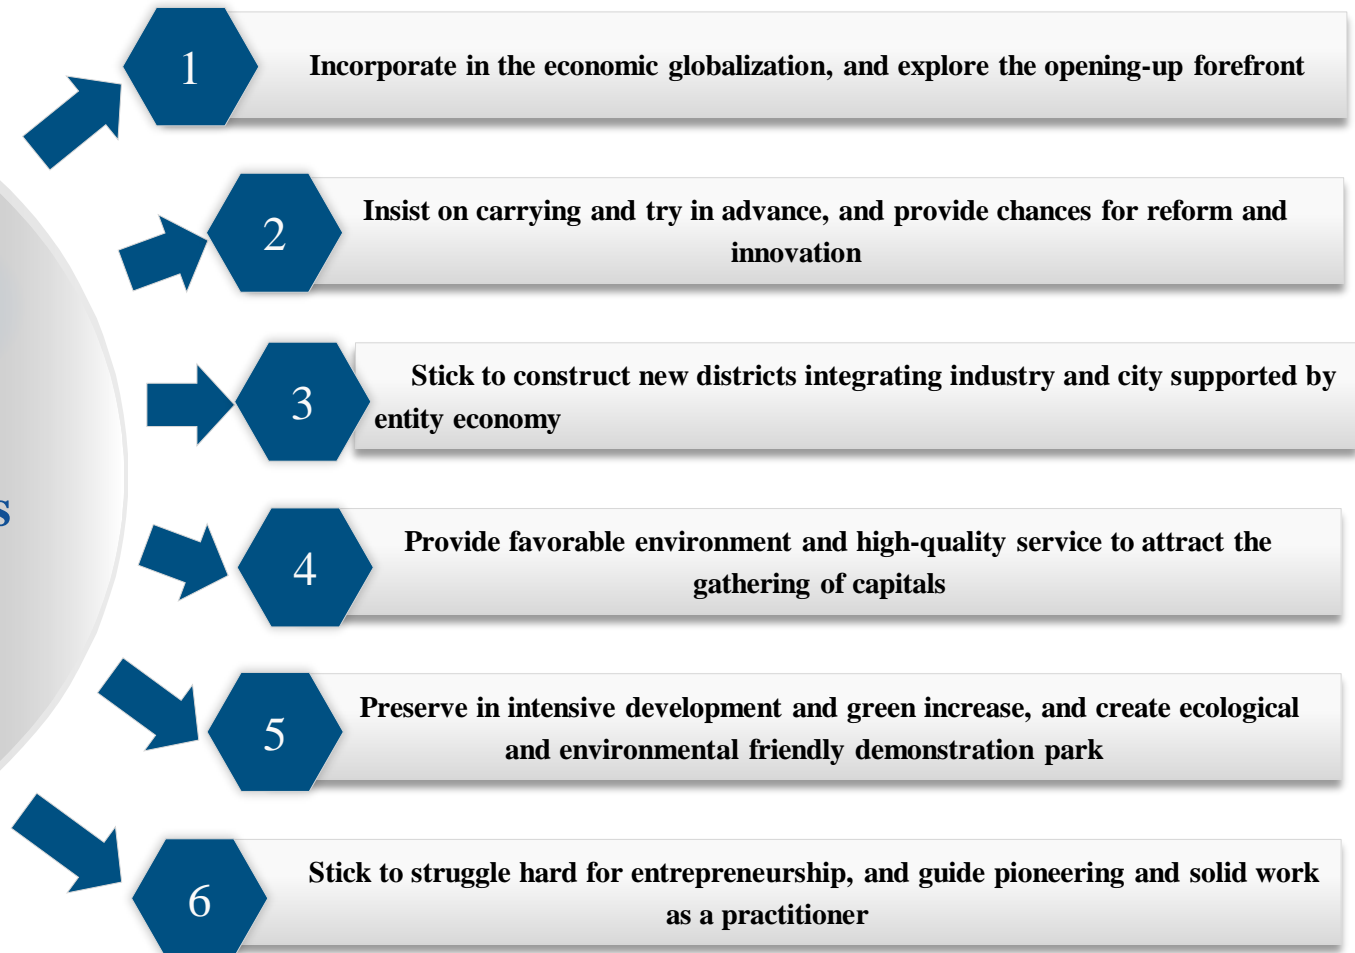 1
Incorporate in the economic globalization, and explore the opening-up forefront
2
Insist on carrying and try in advance, and provide chances for reform and
innovation
3
Stick to construct new districts integrating industry and city supported by
entity economy
s
4
Provide favorable environment and high-quality service to attract the
gathering of capitals
5
Preserve in intensive development and green increase, and create ecological
and environmental friendly demonstration park
6
Stick to struggle hard for entrepreneurship, and guide pioneering and solid work
as a practitioner